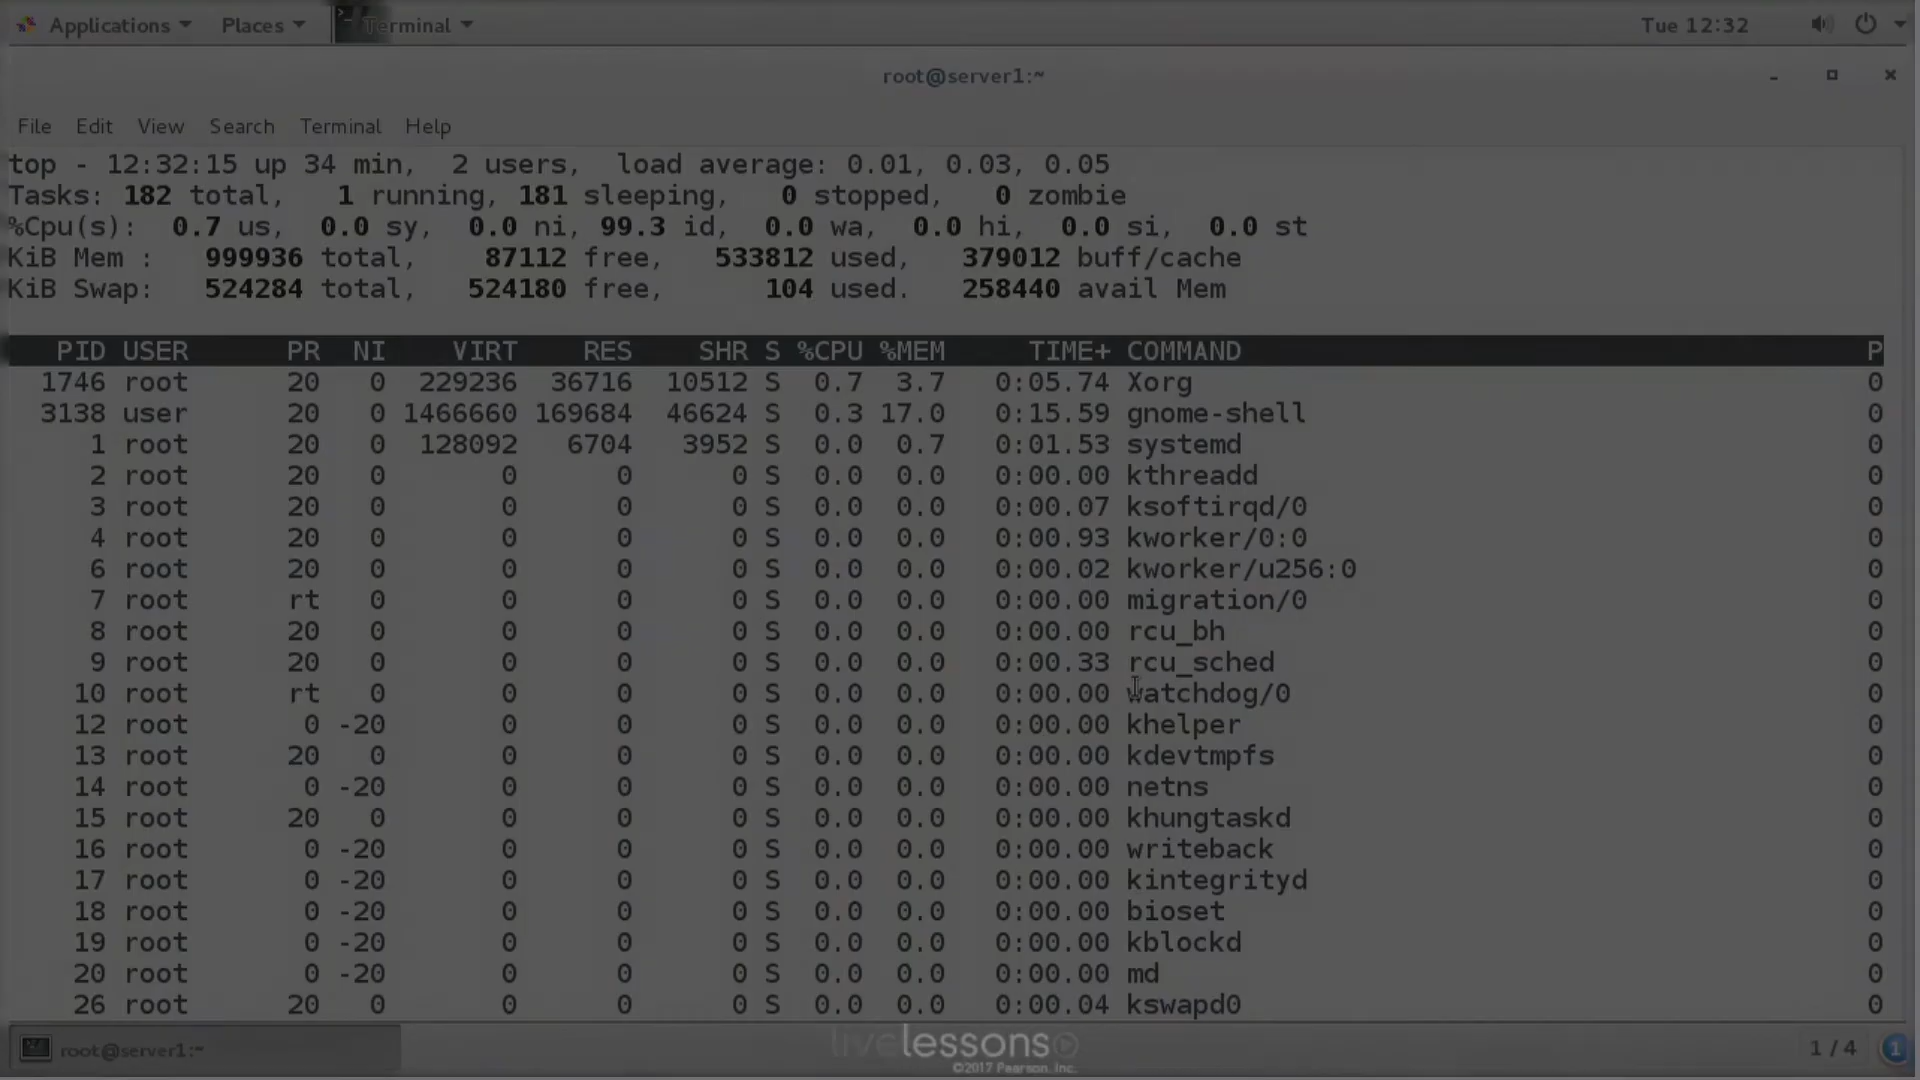 Applications Places Terminal Tue 12:32
root@server1:~
File Edit View Search Terminal Help
top - 12:32:15 up 34 min,  2 users,  load average: 0.01, 0.03, 0.05
Tasks: 182 total,   1 running, 181 sleeping,   0 stopped,   0 zombie
%Cpu(s):  0.7 us,  0.0 sy,  0.0 ni, 99.3 id,  0.0 wa,  0.0 hi,  0.0 si,  0.0 st
KiB Mem :   999936 total,    87112 free,   533812 used,   379012 buff/cache
KiB Swap:   524284 total,   524180 free,      104 used.   258440 avail Mem
PID USER PR NI VIRT RES SHR S %CPU %MEM TIME+ COMMAND P
1746 root 20 0 229236 36716 10512 S 0.7 3.7 0:05.74 Xorg 0
3138 user 20 0 1466660 169684 46624 S 0.3 17.0 0:15.59 gnome-shell 0
1 root 20 0 128092 6704 3952 S 0.0 0.7 0:01.53 systemd 0
2 root 20 0 0 0 0 S 0.0 0.0 0:00.00 kthreadd 0
3 root 20 0 0 0 0 S 0.0 0.0 0:00.07 ksoftirqd/0 0
4 root 20 0 0 0 0 S 0.0 0.0 0:00.93 kworker/0:0 0
6 root 20 0 0 0 0 S 0.0 0.0 0:00.02 kworker/u256:0 0
7 root rt 0 0 0 0 S 0.0 0.0 0:00.00 migration/0 0
8 root 20 0 0 0 0 S 0.0 0.0 0:00.00 rcu_bh 0
9 root 20 0 0 0 0 S 0.0 0.0 0:00.33 rcu_sched 0
10 root rt 0 0 0 0 S 0.0 0.0 0:00.00 watchdog/0 0
12 root 0 -20 0 0 0 S 0.0 0.0 0:00.00 khelper 0
13 root 20 0 0 0 0 S 0.0 0.0 0:00.00 kdevtmpfs 0
14 root 0 -20 0 0 0 S 0.0 0.0 0:00.00 netns 0
15 root 20 0 0 0 0 S 0.0 0.0 0:00.00 khungtaskd 0
16 root 0 -20 0 0 0 S 0.0 0.0 0:00.00 writeback 0
17 root 0 -20 0 0 0 S 0.0 0.0 0:00.00 kintegrityd 0
18 root 0 -20 0 0 0 S 0.0 0.0 0:00.00 bioset 0
19 root 0 -20 0 0 0 S 0.0 0.0 0:00.00 kblockd 0
20 root 0 -20 0 0 0 S 0.0 0.0 0:00.00 md 0
26 root 20 0 0 0 0 S 0.0 0.0 0:00.04 kswapd0 0
root@server1:~ livelessons 1 / 4 1
©2017 Pearson, Inc.